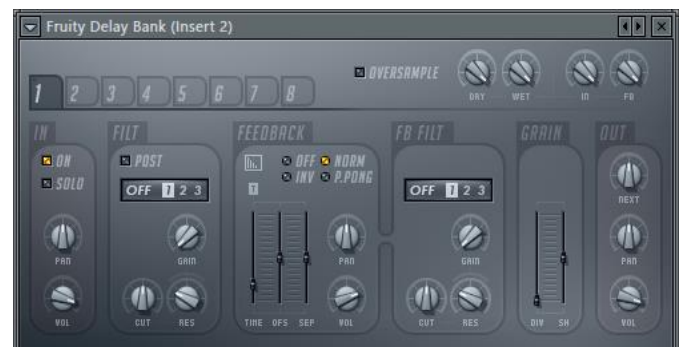 Fruity Delay Bank (Insert 2)
OVERSAMPLE
DRY WET IN FB
1 2 3 4 5 6 7 8
IN FILT FEEDBACK FB FILT GRAIN OUT
ON POST OFF NORM
SOLO INV P.PONG
NEXT
OFF 1 2 3 T OFF 1 2 3
PAN GAIN PAN GAIN PAN
VOL CUT RES TIME OFS SEP VOL CUT RES DIV SH VOL